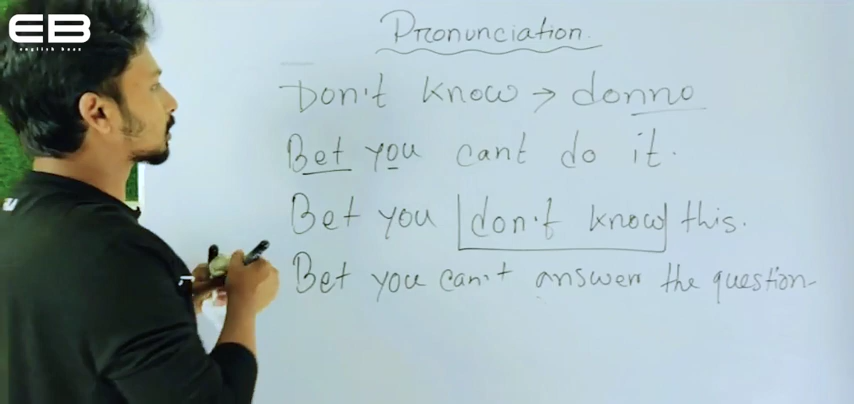 EB
english baze
Pronunciation.
Don't know → donno
Bet you cant do it.
Bet you don't know this.
Bet you can't answer the question.